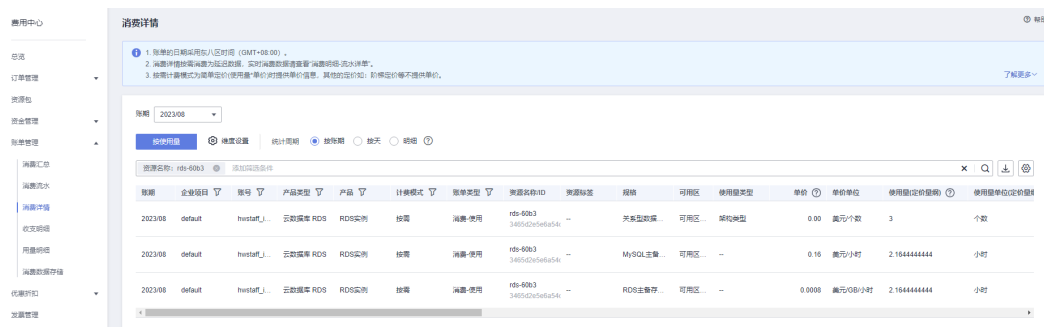 费用中心
总览
订单管理
资源包
资金管理
账单管理
消费汇总
消费流水
消费详情
收支明细
用量明细
消费数据存储
优惠折扣
发票管理
消费详情
1. 账单的日期采用东八区时间（GMT+08:00）。
2. 消费详情按需消费为延迟数据，实时消费数据请查看“消费明细-流水详单”。
3. 按需计费模式为简单定价(使用量*单价)时提供单价信息，其他的定价如：阶梯定价等不提供单价。
了解更多
账期 2023/08
按使用量 维度设置 统计周期 按账期 按天 明细
资源名称: rds-60b3 添加筛选条件
账期 企业项目 账号 产品类型 产品 计费模式 账单类型 资源名称/ID 资源标签 规格 可用区 使用量类型 单价 单价单位 使用量(定价量纲) 使用量单位(定价量纲
2023/08 default hwstaff_i... 云数据库 RDS RDS实例 按需 消费-使用 rds-60b3 -- 关系型数据... 可用区... 架构类型 0.00 美元/个数 3 个数
3465d2e5e6a54c
2023/08 default hwstaff_i... 云数据库 RDS RDS实例 按需 消费-使用 rds-60b3 -- MySQL主备... 可用区... -- 0.16 美元/小时 2.1644444444 小时
3465d2e5e6a54c
2023/08 default hwstaff_i... 云数据库 RDS RDS实例 按需 消费-使用 rds-60b3 -- RDS主备存... 可用区... -- 0.0008 美元/GB/小时 2.1644444444 小时
3465d2e5e6a54c